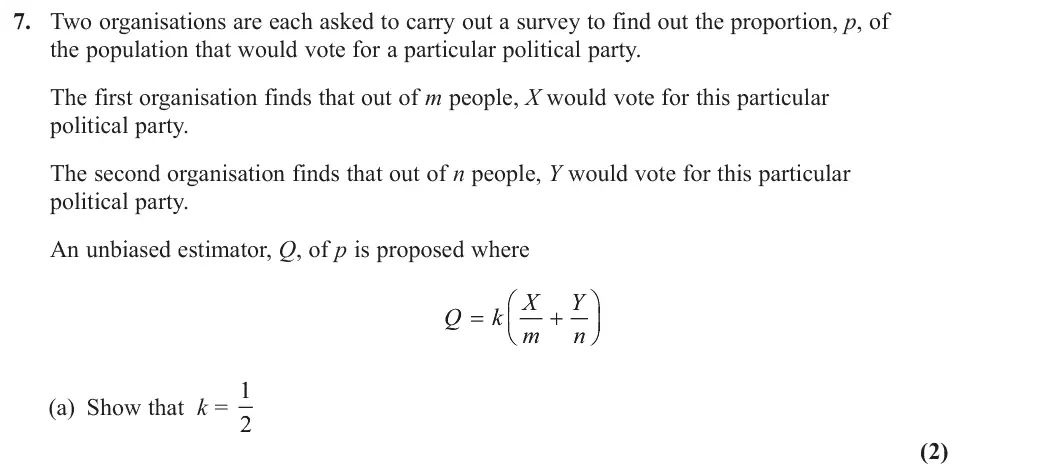 7. Two organisations are each asked to carry out a survey to find out the proportion, p, of
the population that would vote for a particular political party.
The first organisation finds that out of m people, X would vote for this particular
political party.
The second organisation finds that out of n people, Y would vote for this particular
political party.
An unbiased estimator, Q, of p is proposed where
Q = k(X/m + Y/n)
(a) Show that k = 1/2
(2)